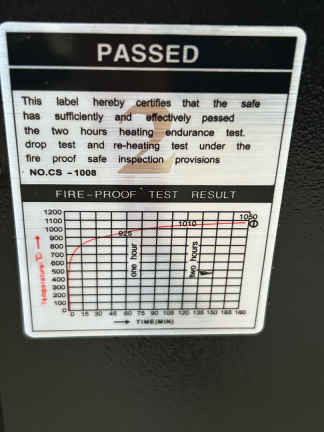 PASSED
2
This label hereby certifies that the safe
has sufficiently and effectively passed
the two hours heating endurance test.
drop test and re-heating test under the
fire proof safe inspection provisions
NO.CS -1008
FIRE-PROOF TEST RESULT
1200
1100
1000
900
800
700
600
500
400
300
200
100
0
Temperature °C
925
1010
1050
one hour
two hours
0 15 30 45 60 75 90 105 120 135 150 165 180
TIME(MIN)